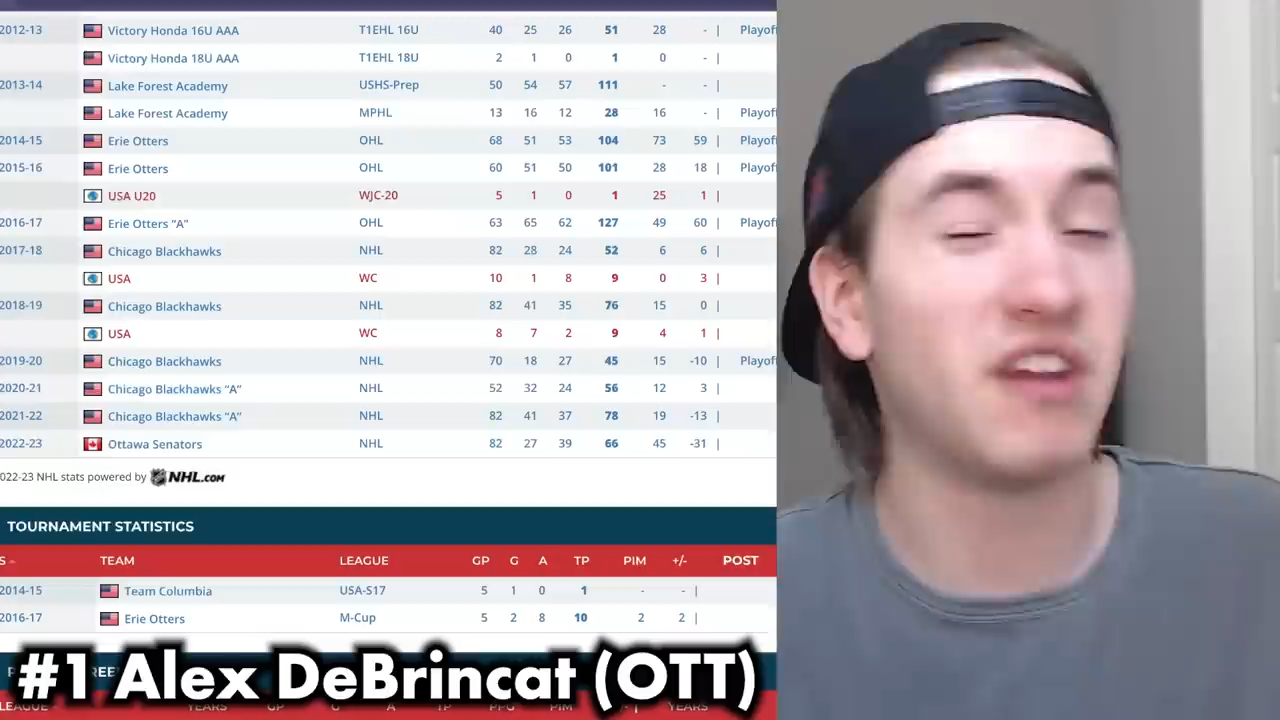 2012-13 Victory Honda 16U AAA T1EHL 16U 40 25 26 51 28 - | Playoff
Victory Honda 18U AAA T1EHL 18U 2 1 0 1 0 - |
2013-14 Lake Forest Academy USHS-Prep 50 54 57 111 - - |
Lake Forest Academy MPHL 13 16 12 28 16 - | Playoff
2014-15 Erie Otters OHL 68 51 53 104 73 59 | Playoff
2015-16 Erie Otters OHL 60 51 50 101 28 18 | Playoff
USA U20 WJC-20 5 1 0 1 25 1 |
2016-17 Erie Otters “A” OHL 63 65 62 127 49 60 | Playoff
2017-18 Chicago Blackhawks NHL 82 28 24 52 6 6 |
USA WC 10 1 8 9 0 3 |
2018-19 Chicago Blackhawks NHL 82 41 35 76 15 0 |
USA WC 8 7 2 9 4 1 |
2019-20 Chicago Blackhawks NHL 70 18 27 45 15 -10 | Playoff
2020-21 Chicago Blackhawks “A” NHL 52 32 24 56 12 3 |
2021-22 Chicago Blackhawks “A” NHL 82 41 37 78 19 -13 |
2022-23 Ottawa Senators NHL 82 27 39 66 45 -31 |
022-23 NHL stats powered by NHL.COM
TOURNAMENT STATISTICS
S TEAM LEAGUE GP G A TP PIM +/- POST
2014-15 Team Columbia USA-S17 5 1 0 1 - - |
2016-17 Erie Otters M-Cup 5 2 8 10 2 2 |
#1 Alex DeBrincat (OTT)
LEAGUE YEARS GP G A TP PPG PIM +/- | YEARS